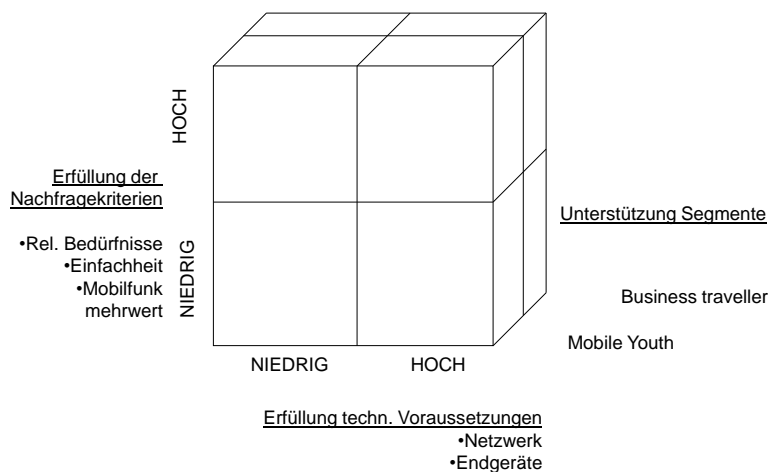 HOCH
Erfüllung der
Nachfragekriterien
•Rel. Bedürfnisse
•Einfachheit
•Mobilfunk
mehrwert
NIEDRIG
Unterstützung Segmente
Business traveller
Mobile Youth
NIEDRIG HOCH
Erfüllung techn. Voraussetzungen
•Netzwerk
•Endgeräte